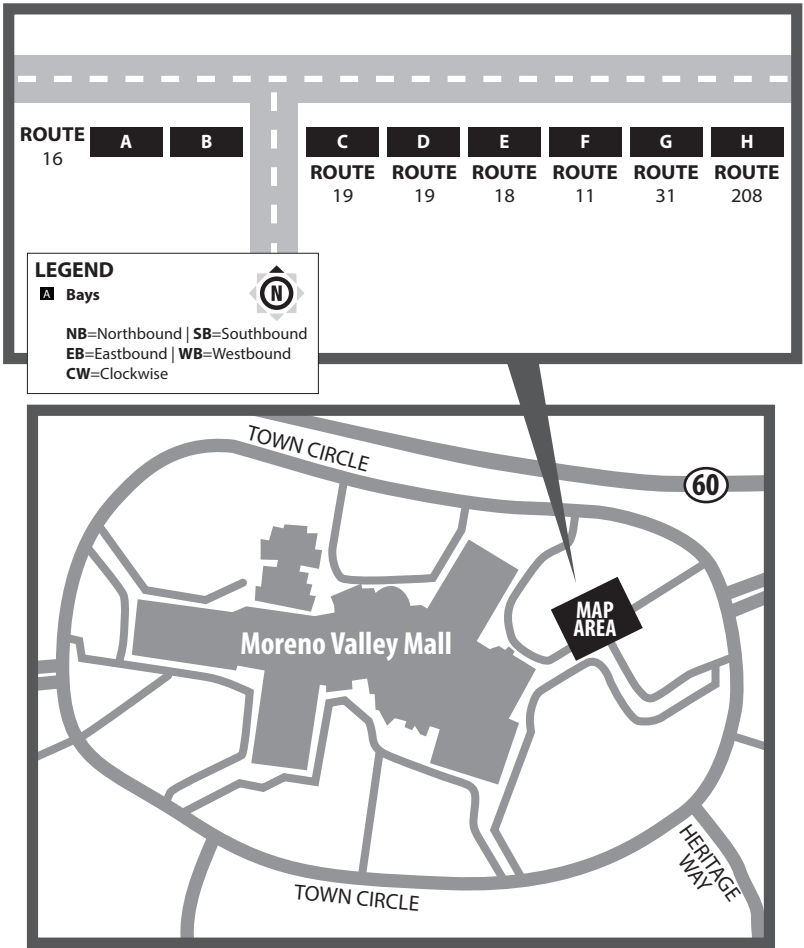 ROUTE
16
A
B
C
D
E
F
G
H
ROUTE
19
ROUTE
19
ROUTE
18
ROUTE
11
ROUTE
31
ROUTE
208
LEGEND
A Bays
N
NB=Northbound | SB=Southbound
EB=Eastbound | WB=Westbound
CW=Clockwise
TOWN CIRCLE
60
MAP
AREA
Moreno Valley Mall
HERITAGE
WAY
TOWN CIRCLE